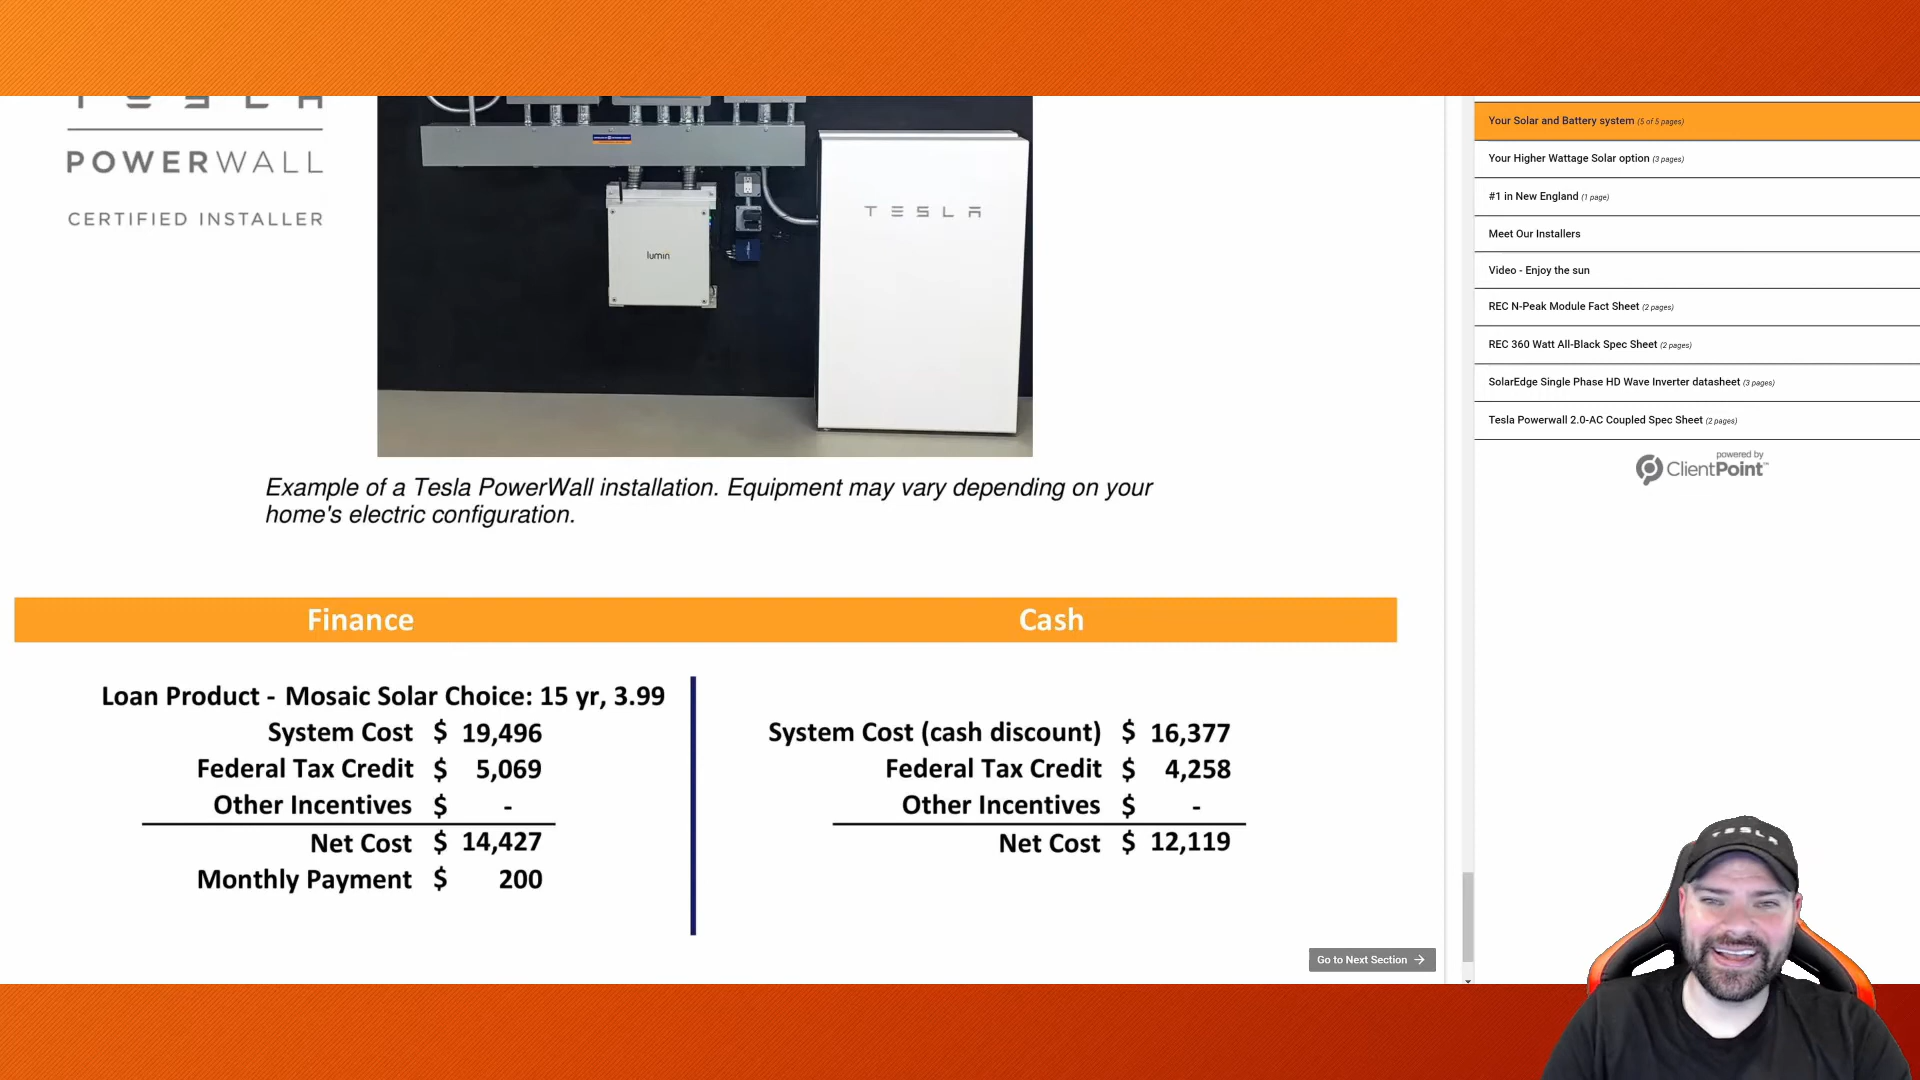 TESLA
POWERWALL
CERTIFIED INSTALLER
lumin
TESLA
Example of a Tesla PowerWall installation. Equipment may vary depending on your
home's electric configuration.
Finance
Cash
Loan Product - Mosaic Solar Choice: 15 yr, 3.99
System Cost $ 19,496
Federal Tax Credit $ 5,069
Other Incentives $ -
Net Cost $ 14,427
Monthly Payment $ 200
System Cost (cash discount) $ 16,377
Federal Tax Credit $ 4,258
Other Incentives $ -
Net Cost $ 12,119
Go to Next Section →
Your Solar and Battery system (5 of 5 pages)
Your Higher Wattage Solar option (3 pages)
#1 in New England (1 page)
Meet Our Installers
Video - Enjoy the sun
REC N-Peak Module Fact Sheet (2 pages)
REC 360 Watt All-Black Spec Sheet (2 pages)
SolarEdge Single Phase HD Wave Inverter datasheet (3 pages)
Tesla Powerwall 2.0-AC Coupled Spec Sheet (2 pages)
powered by
ClientPoint™
TESLA